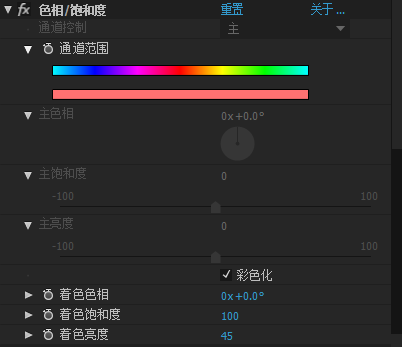 fx 色相/饱和度 重置 关于 ...
通道控制 主
通道范围
主色相 0x+0.0°
主饱和度 0
-100 100
主亮度 0
-100 100
彩色化
着色色相 0x+0.0°
着色饱和度 100
着色亮度 45